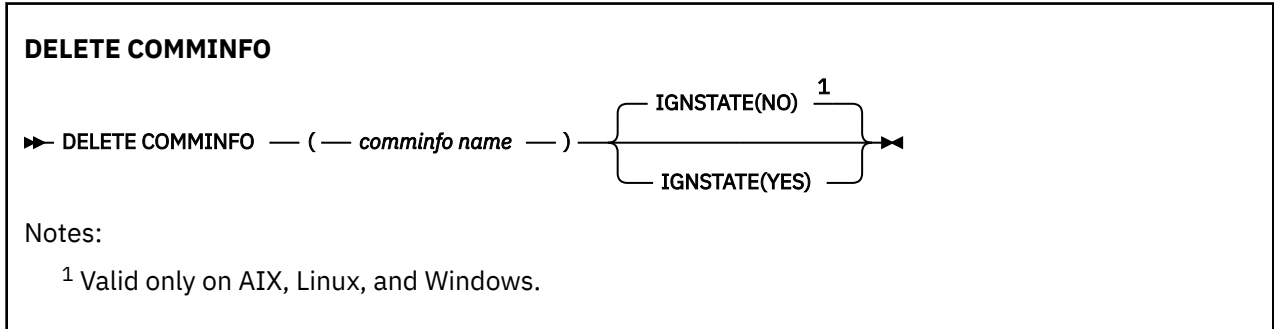 DELETE COMMINFO
IGNSTATE(NO) 1
DELETE COMMINFO ( comminfo name )
IGNSTATE(YES)
Notes:
1 Valid only on AIX, Linux, and Windows.